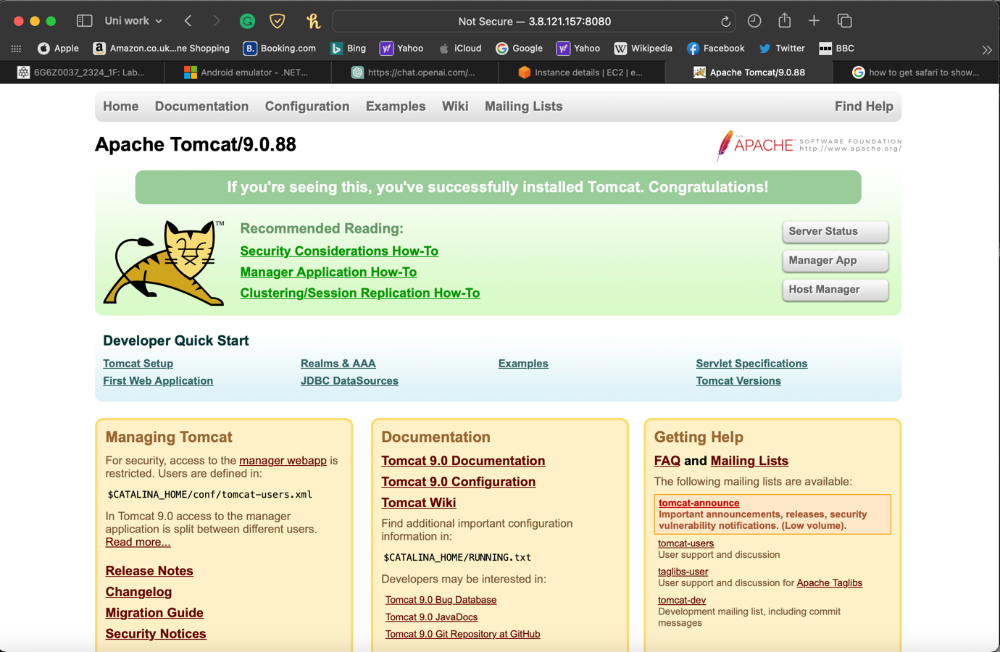 Uni work
Not Secure — 3.8.121.157:8080
Apple
Amazon.co.uk...ne Shopping
B. Booking.com
Bing
Yahoo
iCloud
Google
Yahoo
W Wikipedia
Facebook
Twitter
BBC
6G6Z0037_2324_1F: Lab...
Android emulator - .NET...
https://chat.openai.com/...
Instance details | EC2 | e...
Apache Tomcat/9.0.88
how to get safari to show...
Home Documentation Configuration Examples Wiki Mailing Lists Find Help
Apache Tomcat/9.0.88
THE APACHE SOFTWARE FOUNDATION
http://www.apache.org/
If you're seeing this, you've successfully installed Tomcat. Congratulations!
TM
Recommended Reading:
Security Considerations How-To
Manager Application How-To
Clustering/Session Replication How-To
Server Status
Manager App
Host Manager
Developer Quick Start
Tomcat Setup
First Web Application
Realms & AAA
JDBC DataSources
Examples
Servlet Specifications
Tomcat Versions
Managing Tomcat
For security, access to the manager webapp is
restricted. Users are defined in:
$CATALINA_HOME/conf/tomcat-users.xml
In Tomcat 9.0 access to the manager
application is split between different users.
Read more...
Release Notes
Changelog
Migration Guide
Security Notices
Documentation
Tomcat 9.0 Documentation
Tomcat 9.0 Configuration
Tomcat Wiki
Find additional important configuration
information in:
$CATALINA_HOME/RUNNING.txt
Developers may be interested in:
Tomcat 9.0 Bug Database
Tomcat 9.0 JavaDocs
Tomcat 9.0 Git Repository at GitHub
Getting Help
FAQ and Mailing Lists
The following mailing lists are available:
tomcat-announce
Important announcements, releases, security
vulnerability notifications. (Low volume).
tomcat-users
User support and discussion
taglibs-user
User support and discussion for Apache Taglibs
tomcat-dev
Development mailing list, including commit
messages